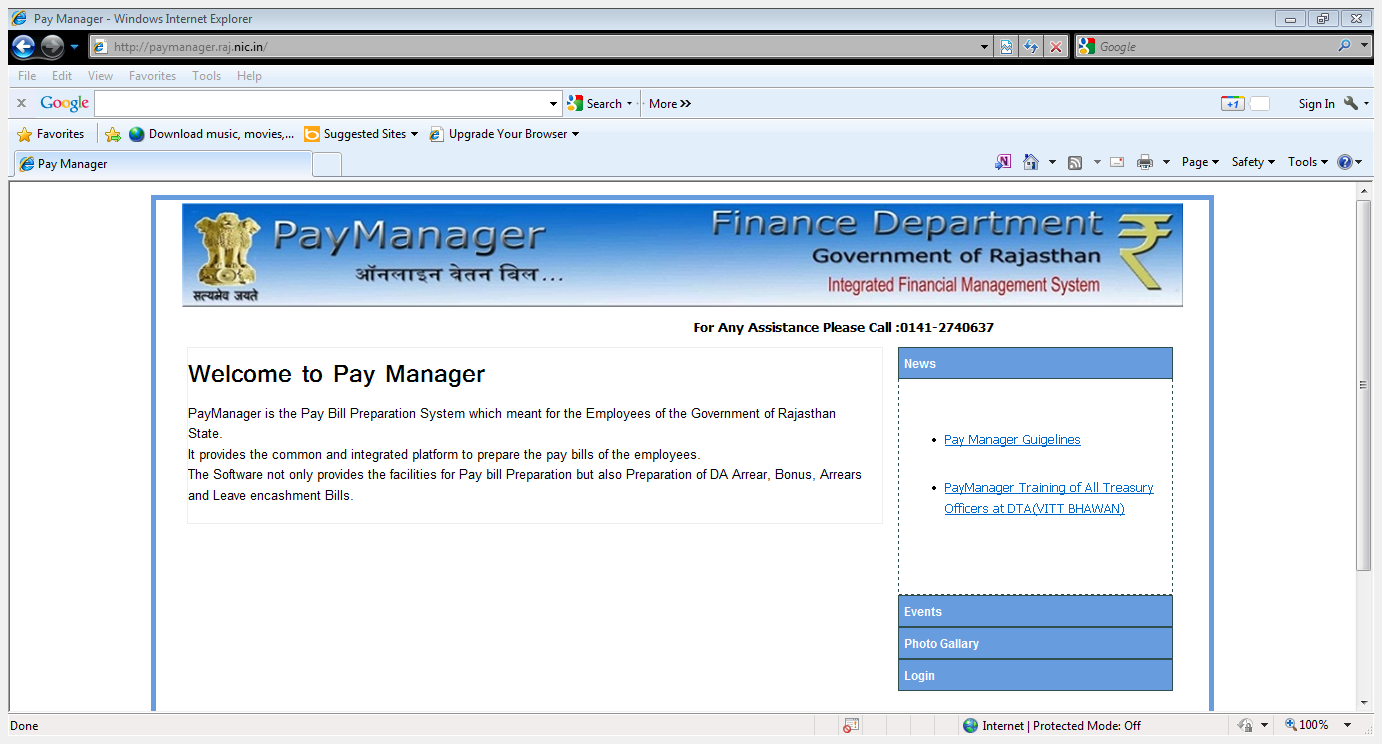 Pay Manager - Windows Internet Explorer
http://paymanager.raj.nic.in/
Google
File Edit View Favorites Tools Help
x Google Search More »
+1 Sign In
Favorites Download music, movies,... Suggested Sites Upgrade Your Browser
Pay Manager
Page Safety Tools
PayManager
ऑनलाइन वेतन बिल...
सत्यमेव जयते
Finance Department
Government of Rajasthan
Integrated Financial Management System
For Any Assistance Please Call :0141-2740637
Welcome to Pay Manager
PayManager is the Pay Bill Preparation System which meant for the Employees of the Government of Rajasthan
State.
It provides the common and integrated platform to prepare the pay bills of the employees.
The Software not only provides the facilities for Pay bill Preparation but also Preparation of DA Arrear, Bonus, Arrears
and Leave encashment Bills.
News
• Pay Manager Guigelines
• PayManager Training of All Treasury
Officers at DTA(VITT BHAWAN)
Events
Photo Gallary
Login
Done
Internet | Protected Mode: Off
100%